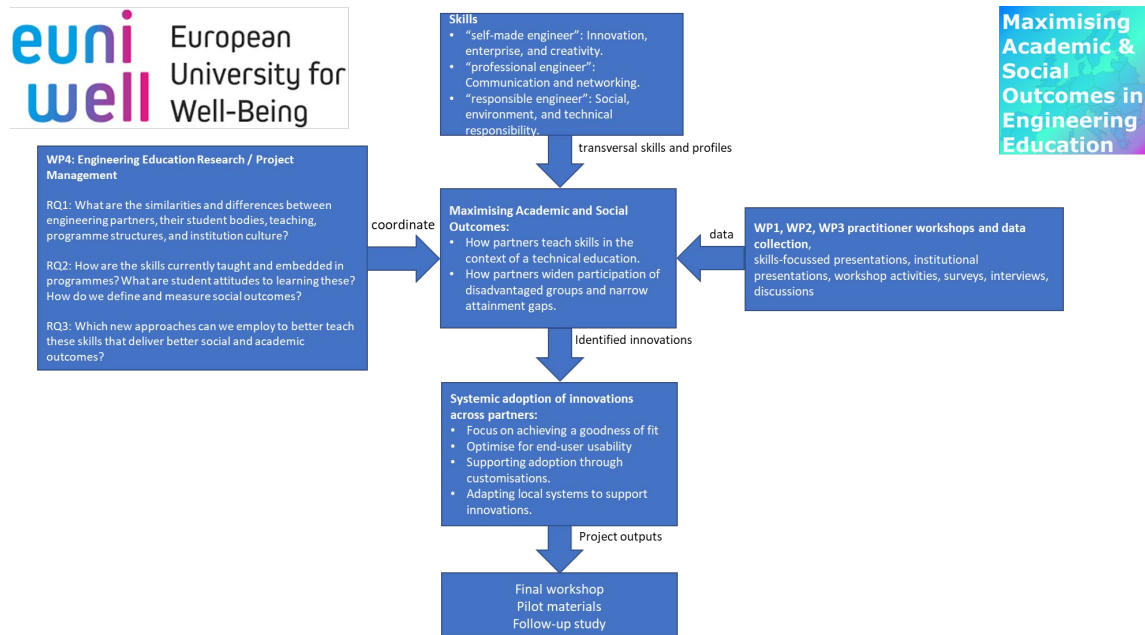 euni
well
European
University for
Well-Being
Skills
• “self-made engineer”: Innovation,
enterprise, and creativity.
• “professional engineer”:
Communication and networking.
• “responsible engineer”: Social,
environment, and technical
responsibility.
Maximising
Academic &
Social
Outcomes in
Engineering
Education
transversal skills and profiles
WP4: Engineering Education Research / Project
Management
RQ1: What are the similarities and differences between
engineering partners, their student bodies, teaching,
programme structures, and institution culture?
RQ2: How are the skills currently taught and embedded in
programmes? What are student attitudes to learning these?
How do we define and measure social outcomes?
RQ3: Which new approaches can we employ to better teach
these skills that deliver better social and academic
outcomes?
coordinate
Maximising Academic and Social
Outcomes:
• How partners teach skills in the
context of a technical education.
• How partners widen participation of
disadvantaged groups and narrow
attainment gaps.
data
WP1, WP2, WP3 practitioner workshops and data
collection,
skills-focussed presentations, institutional
presentations, workshop activities, surveys, interviews,
discussions
Identified innovations
Systemic adoption of innovations
across partners:
• Focus on achieving a goodness of fit
• Optimise for end-user usability
• Supporting adoption through
customisations.
• Adapting local systems to support
innovations.
Project outputs
Final workshop
Pilot materials
Follow-up study